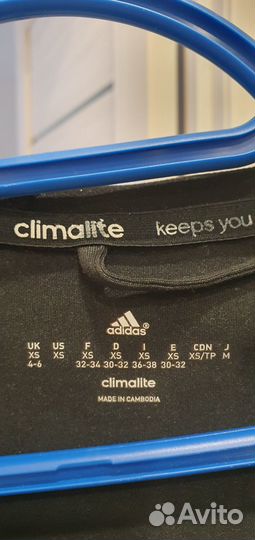 climalite keeps you
adidas®
UK US F D I E CDN J
XS XS XS XS XS XS XS/TP M
4-6 32-34 30-32 36-38 30-32
climalite
MADE IN CAMBODIA
Avito